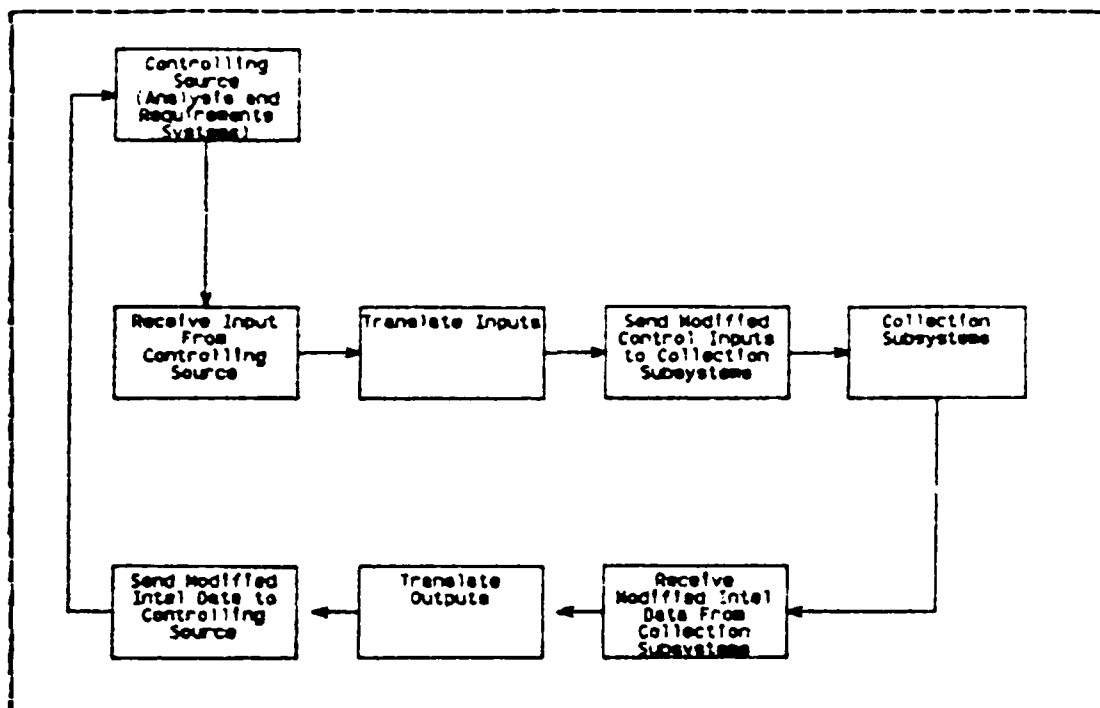 Controlling
Source
(Analysis and
Requirements
Systems)
Receive Input
From
Controlling
Source
Translate Inputs
Send Modified
Control Inputs
to Collection
Subsystems
Collection
Subsystems
Send Modified
Intel Data to
Controlling
Source
Translate
Outputs
Receive
Modified Intel
Data From
Collection
Subsystems